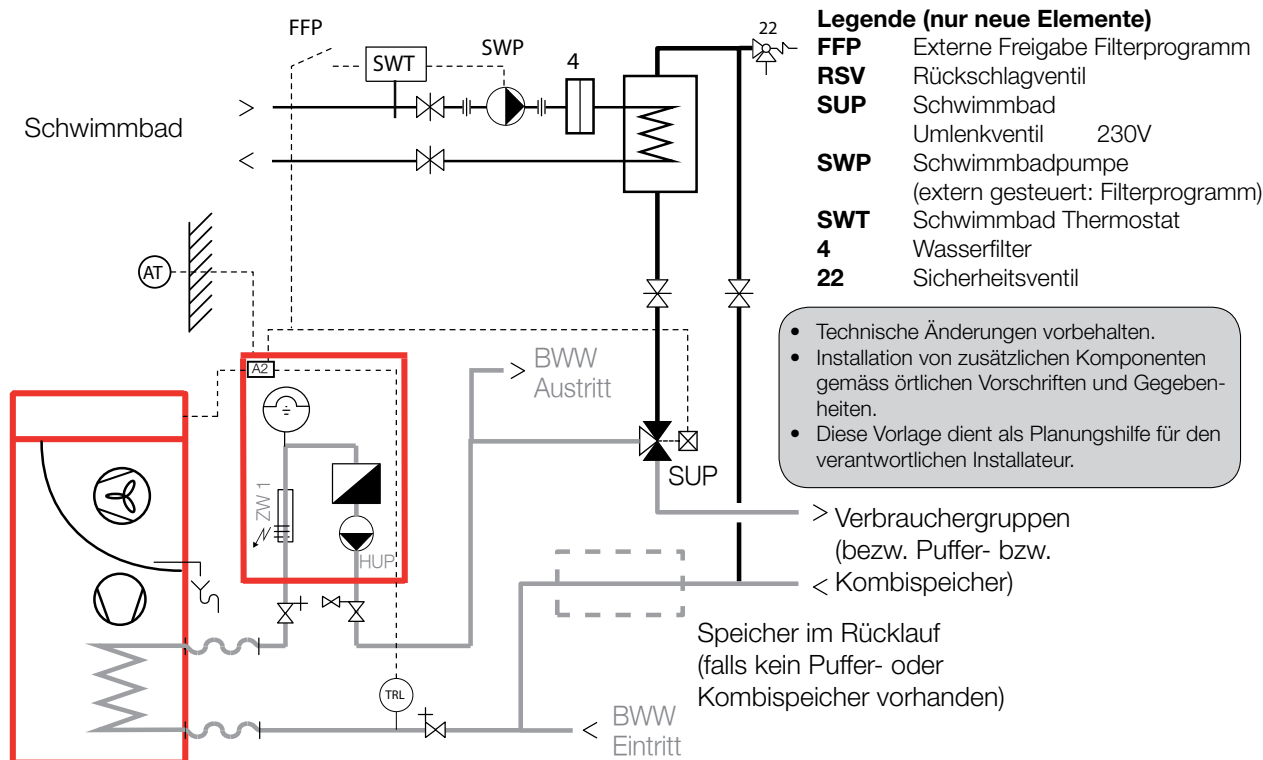 FFP
SWP
SWT
4
22
Schwimmbad
Legende (nur neue Elemente)
FFP Externe Freigabe Filterprogramm
RSV Rückschlagventil
SUP Schwimmbad
Umlenkventil 230V
SWP Schwimmbadpumpe
(extern gesteuert: Filterprogramm)
SWT Schwimmbad Thermostat
4 Wasserfilter
22 Sicherheitsventil
• Technische Änderungen vorbehalten.
• Installation von zusätzlichen Komponenten
gemäss örtlichen Vorschriften und Gegeben-
heiten.
• Diese Vorlage dient als Planungshilfe für den
verantwortlichen Installateur.
AT
A2
BWW
Austritt
SUP
ZW 1
HUP
Verbrauchergruppen
(bezw. Puffer- bzw.
Kombispeicher)
Speicher im Rücklauf
(falls kein Puffer- oder
Kombispeicher vorhanden)
TRL
BWW
Eintritt